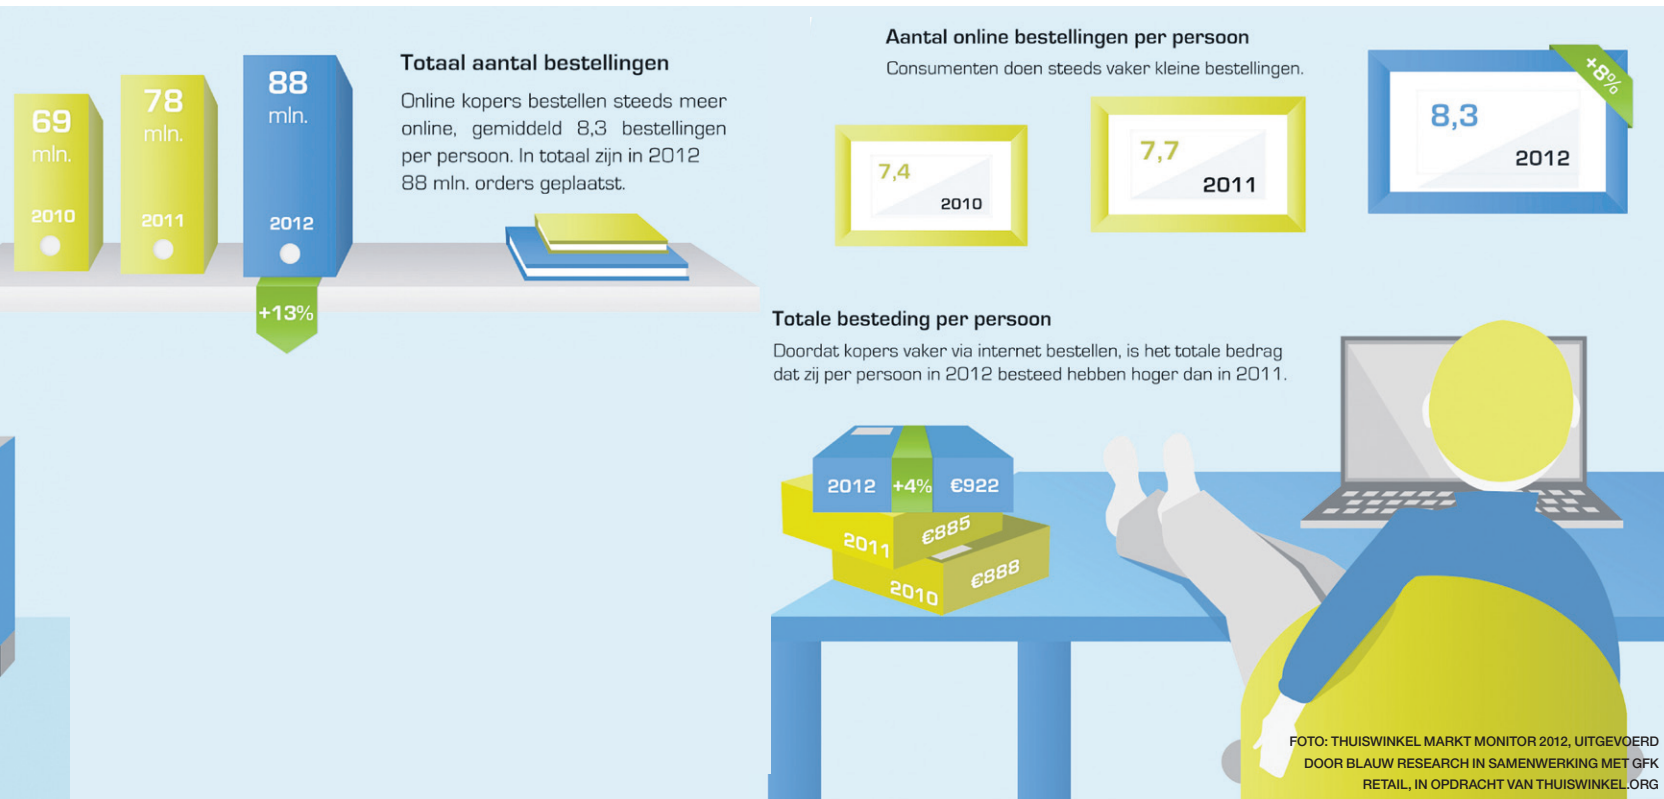 69
mln.
2010
78
mln.
2011
88
mln.
2012
+13%
Totaal aantal bestellingen
Online kopers bestellen steeds meer
online, gemiddeld 8,3 bestellingen
per persoon. In totaal zijn in 2012
88 mln. orders geplaatst.
Aantal online bestellingen per persoon
Consumenten doen steeds vaker kleine bestellingen.
7,4
2010
7,7
2011
8,3
2012
+8%
Totale besteding per persoon
Doordat kopers vaker via internet bestellen, is het totale bedrag
dat zij per persoon in 2012 besteed hebben hoger dan in 2011.
2012 +4% €922
2011 €885
2010 €888
FOTO: THUISWINKEL MARKT MONITOR 2012, UITGEVOERD
DOOR BLAUW RESEARCH IN SAMENWERKING MET GFK
RETAIL, IN OPDRACHT VAN THUISWINKEL.ORG